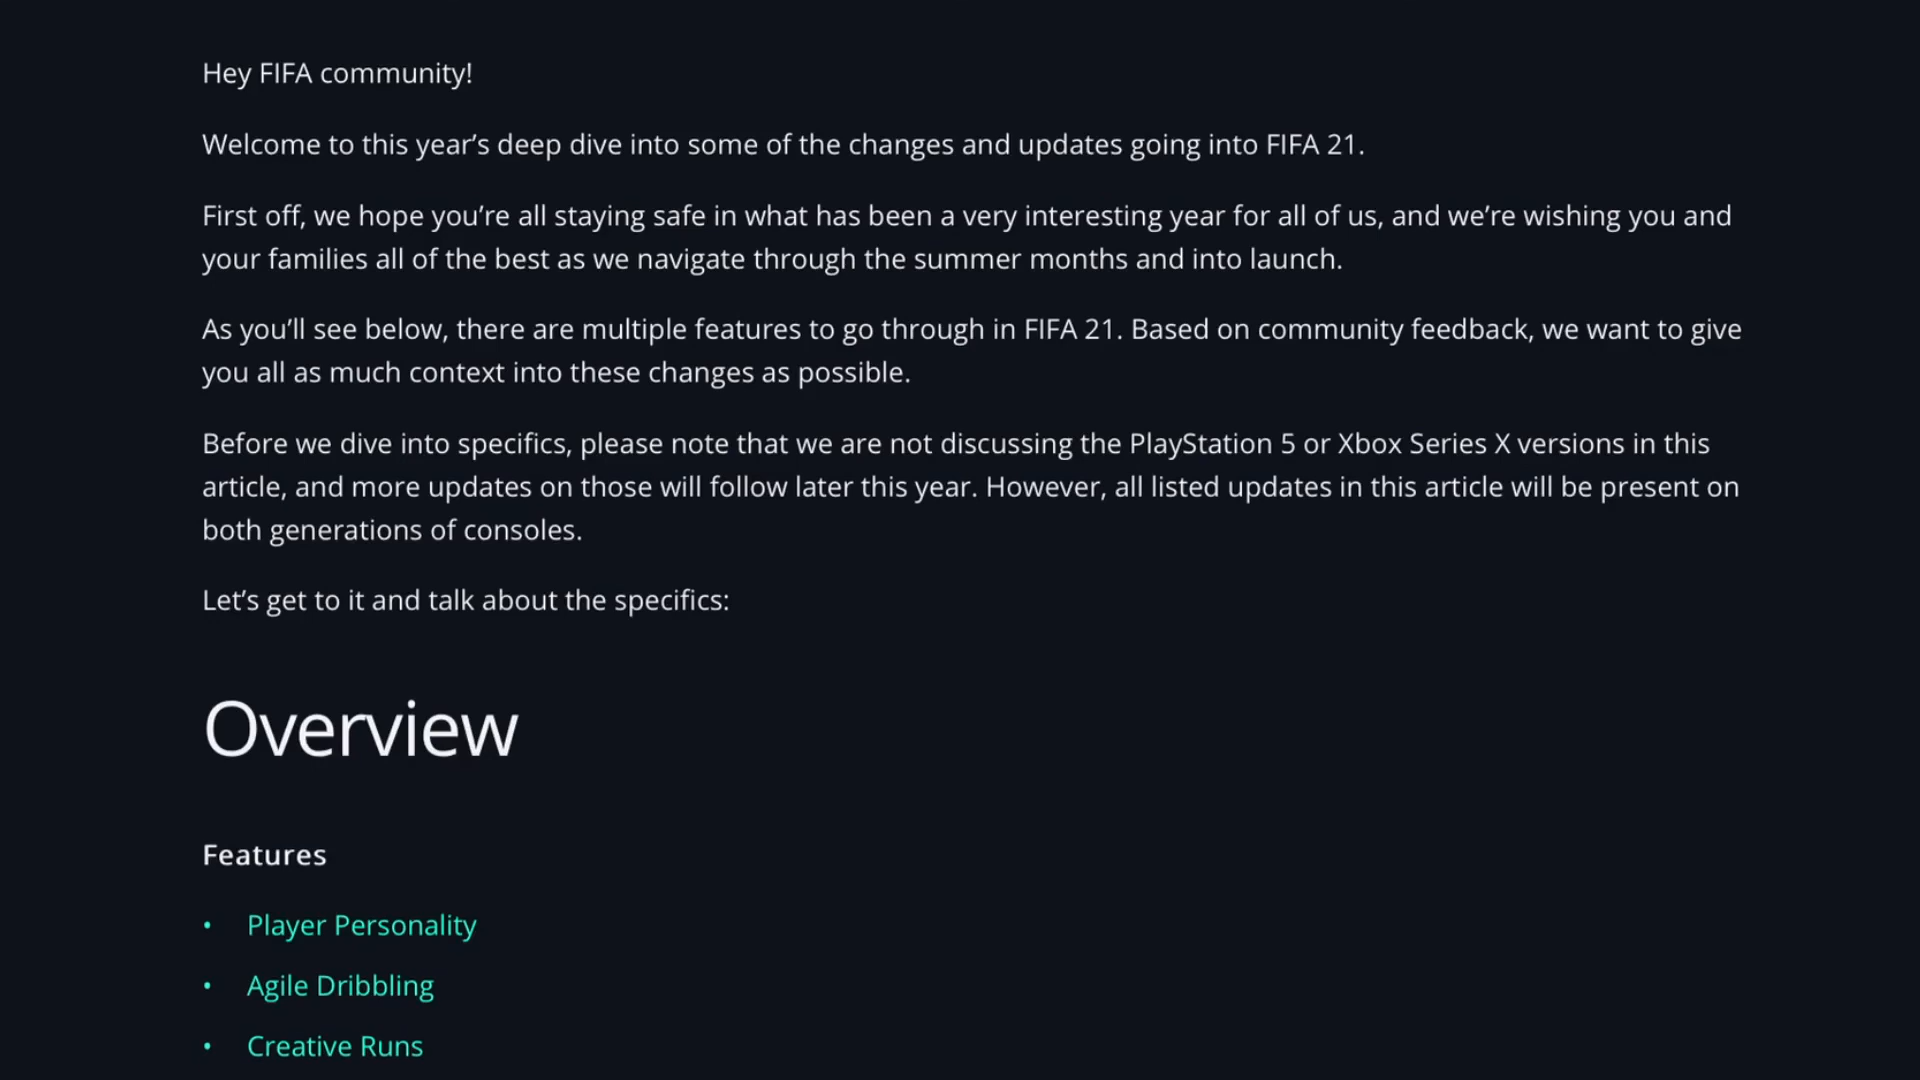 Hey FIFA community!
Welcome to this year’s deep dive into some of the changes and updates going into FIFA 21.
First off, we hope you’re all staying safe in what has been a very interesting year for all of us, and we’re wishing you and
your families all of the best as we navigate through the summer months and into launch.
As you’ll see below, there are multiple features to go through in FIFA 21. Based on community feedback, we want to give
you all as much context into these changes as possible.
Before we dive into specifics, please note that we are not discussing the PlayStation 5 or Xbox Series X versions in this
article, and more updates on those will follow later this year. However, all listed updates in this article will be present on
both generations of consoles.
Let’s get to it and talk about the specifics:
Overview
Features
• Player Personality
• Agile Dribbling
• Creative Runs